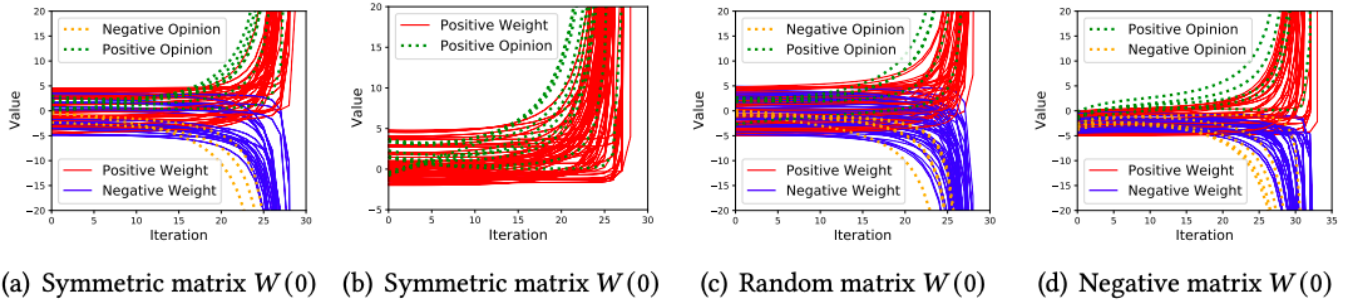 Negative Opinion
Positive Opinion
Positive Weight
Negative Weight
Value
20
15
10
5
0
−5
−10
−15
−20
0 5 10 15 20 25 30
Iteration
(a) Symmetric matrix W(0)
Positive Weight
Positive Opinion
Value
20
15
10
5
0
−5
0 5 10 15 20 25 30
Iteration
(b) Symmetric matrix W(0)
Positive Opinion
Negative Opinion
Positive Weight
Negative Weight
Value
20
15
10
5
0
−5
−10
−15
−20
0 5 10 15 20 25 30
Iteration
(c) Random matrix W(0)
Positive Opinion
Negative Opinion
Positive Weight
Negative Weight
Value
20
15
10
5
0
−5
−10
−15
−20
0 5 10 15 20 25 30 35
Iteration
(d) Negative matrix W(0)